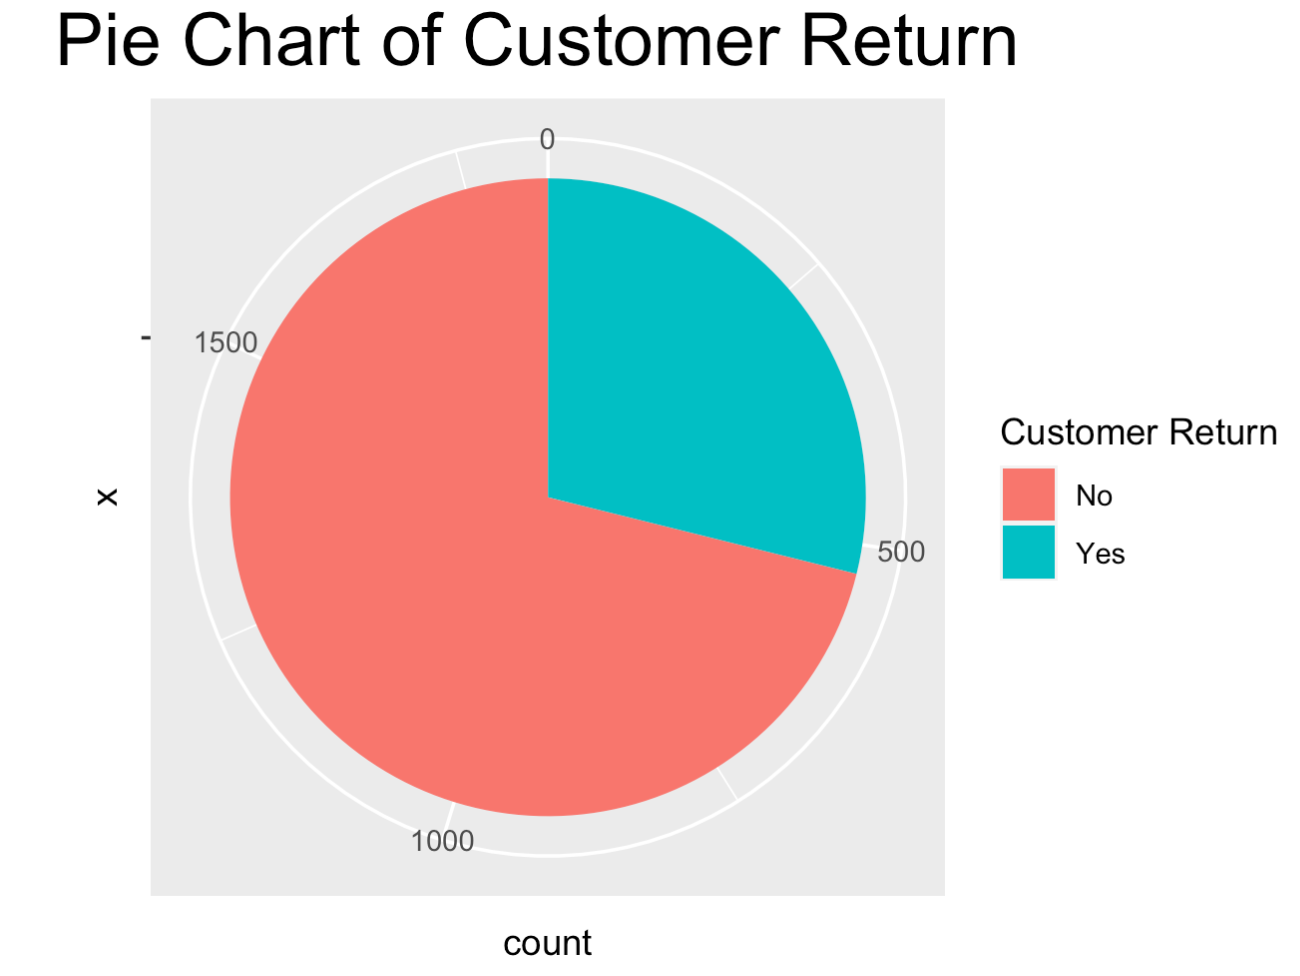 Pie Chart of Customer Return
0
1500
500
1000
x
count
Customer Return
No
Yes